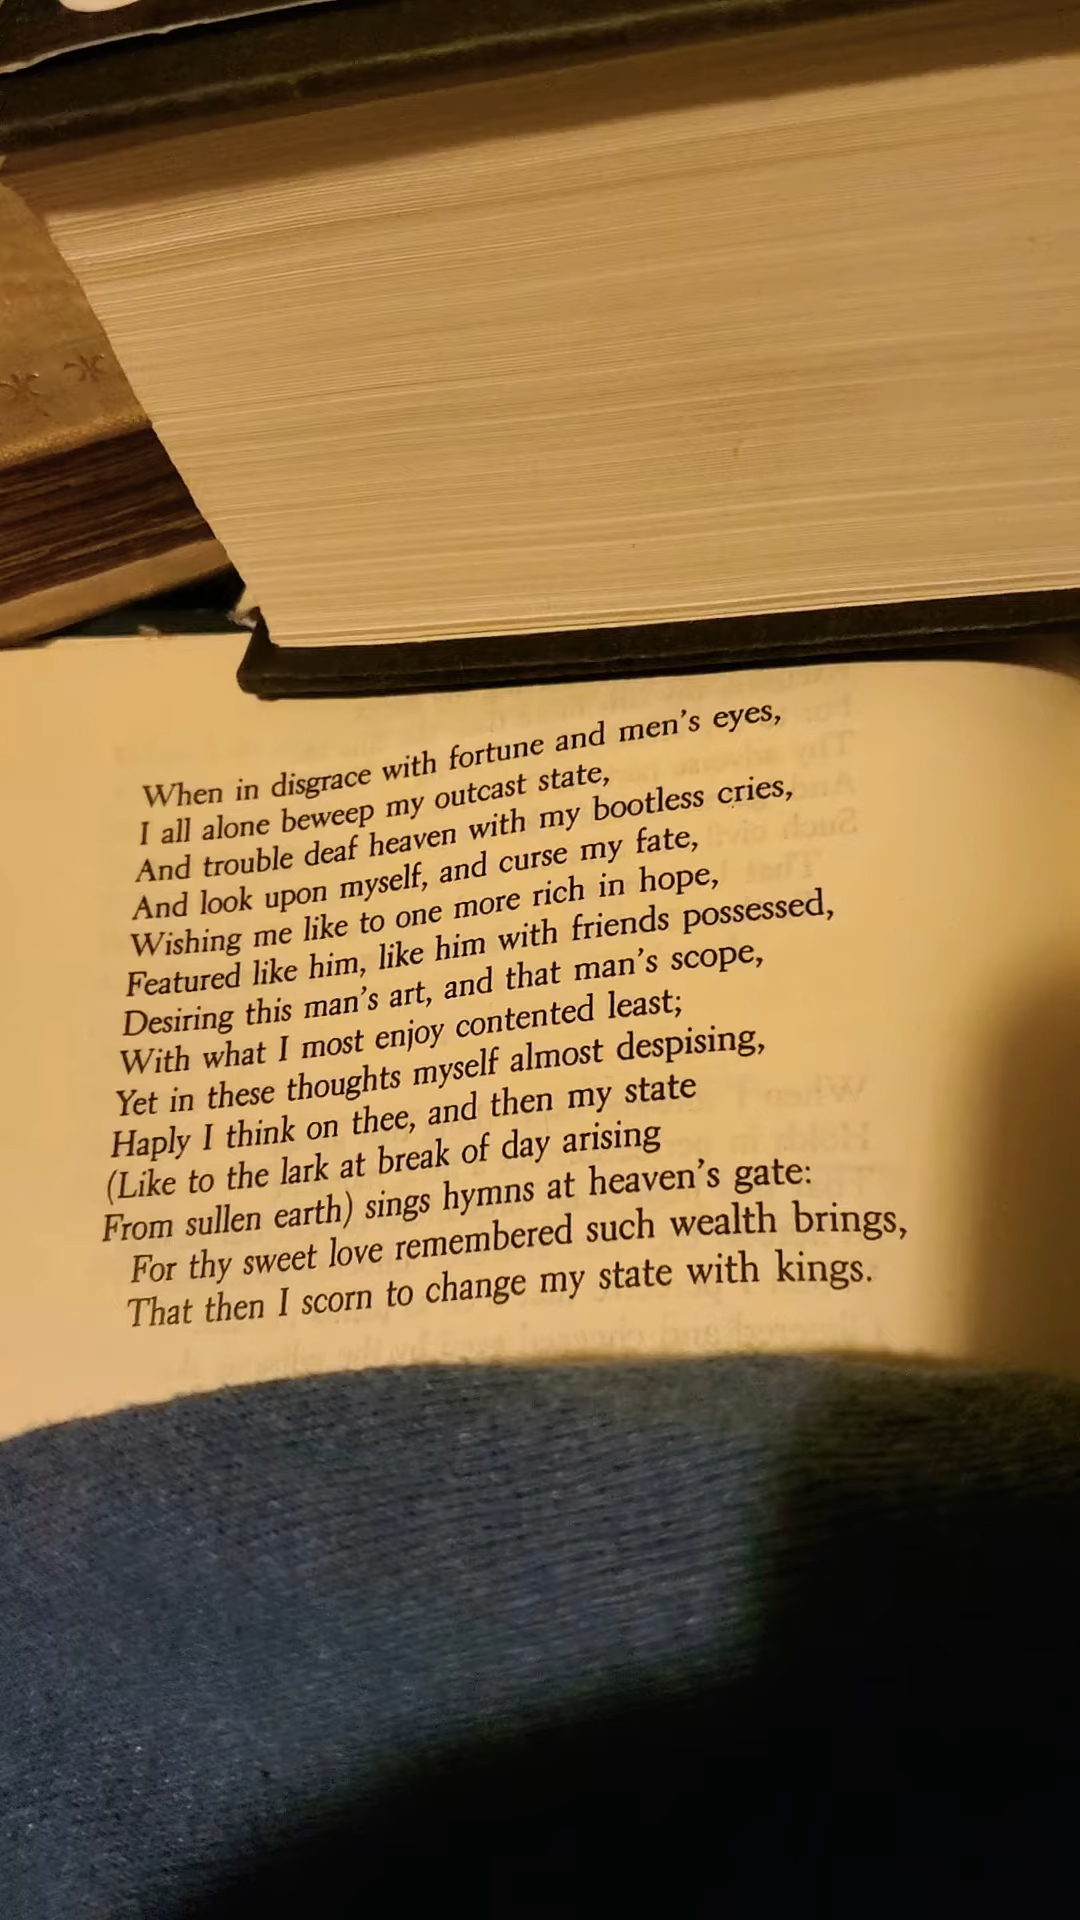 When in disgrace with fortune and men's eyes,
I all alone beweep my outcast state,
And trouble deaf heaven with my bootless cries,
And look upon myself, and curse my fate,
Wishing me like to one more rich in hope,
Featured like him, like him with friends possessed,
Desiring this man's art, and that man's scope,
With what I most enjoy contented least;
Yet in these thoughts myself almost despising,
Haply I think on thee, and then my state
(Like to the lark at break of day arising
From sullen earth) sings hymns at heaven's gate:
For thy sweet love remembered such wealth brings,
That then I scorn to change my state with kings.